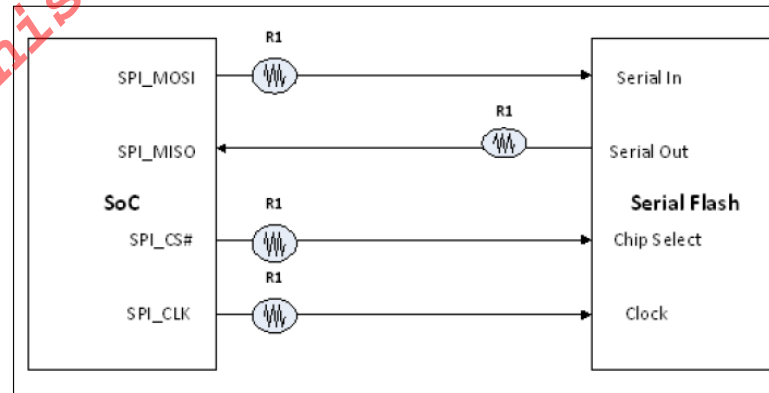 R1
SPI_MOSI
Serial In
R1
SPI_MISO
Serial Out
SoC
R1
Serial Flash
SPI_CS#
Chip Select
R1
SPI_CLK
Clock